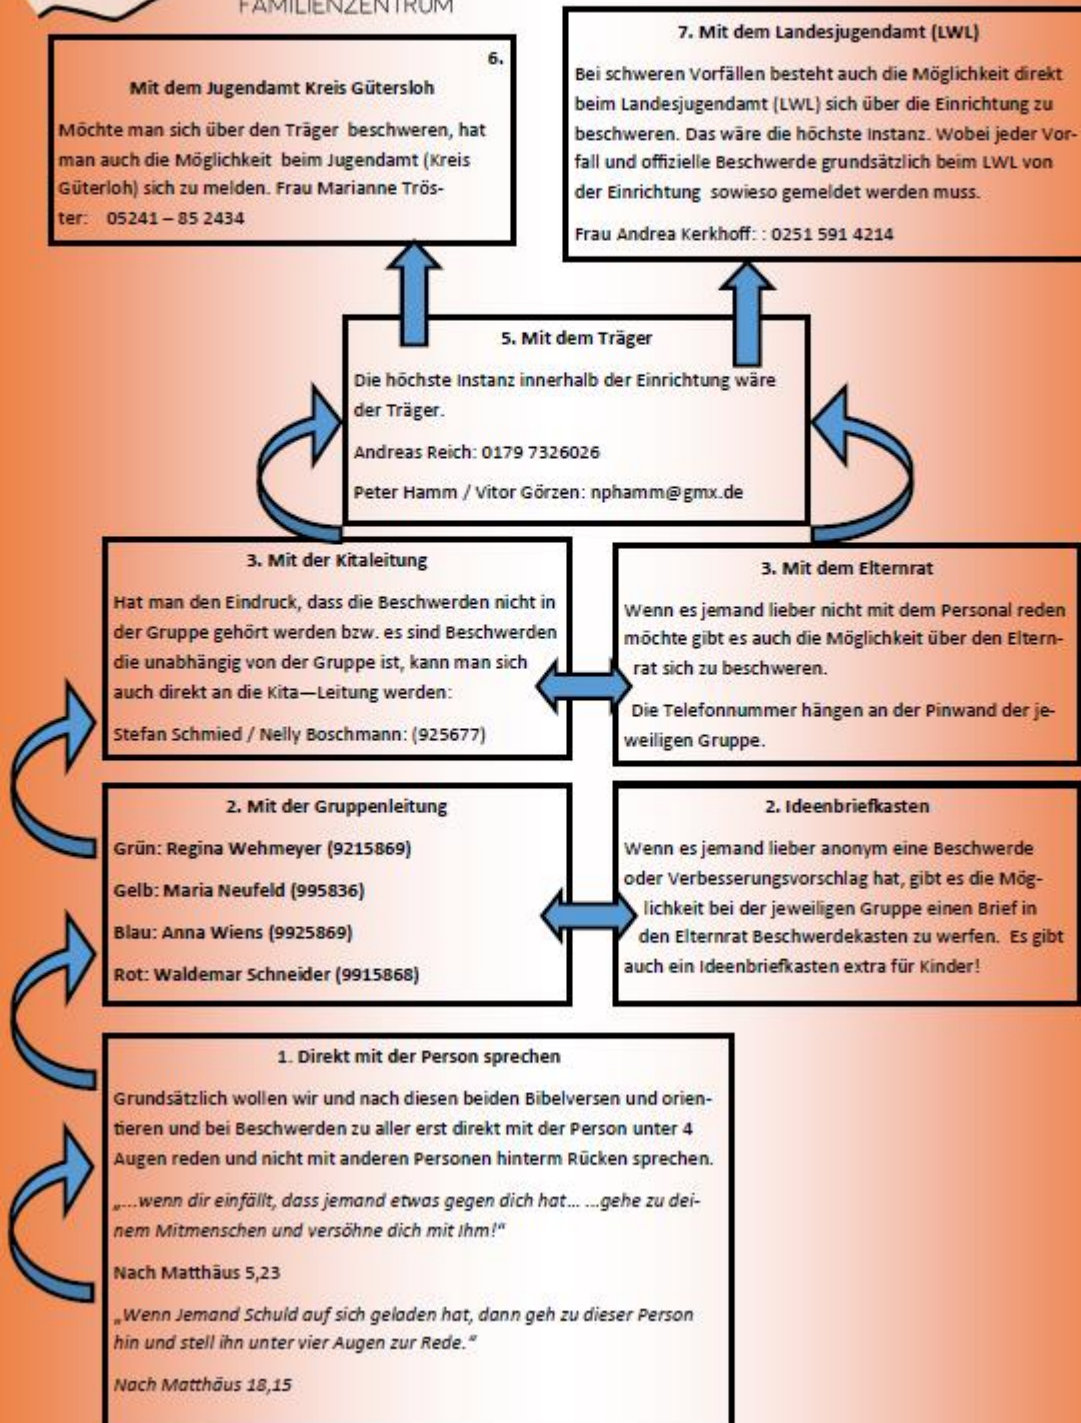 FAMILIENZENTRUM
6.
Mit dem Jugendamt Kreis Gütersloh
Möchte man sich über den Träger beschweren, hat
man auch die Möglichkeit beim Jugendamt (Kreis
Güterloh) sich zu melden. Frau Marianne Trös-
ter: 05241 – 85 2434
7. Mit dem Landesjugendamt (LWL)
Bei schweren Vorfällen besteht auch die Möglichkeit direkt
beim Landesjugendamt (LWL) sich über die Einrichtung zu
beschweren. Das wäre die höchste Instanz. Wobei jeder Vor-
fall und offizielle Beschwerde grundsätzlich beim LWL von
der Einrichtung sowieso gemeldet werden muss.
Frau Andrea Kerkhoff: : 0251 591 4214
5. Mit dem Träger
Die höchste Instanz innerhalb der Einrichtung wäre
der Träger.
Andreas Reich: 0179 7326026
Peter Hamm / Vitor Görzen: nphamm@gmx.de
3. Mit der Kitaleitung
Hat man den Eindruck, dass die Beschwerden nicht in
der Gruppe gehört werden bzw. es sind Beschwerden
die unabhängig von der Gruppe ist, kann man sich
auch direkt an die Kita—Leitung werden:
Stefan Schmied / Nelly Boschmann: (925677)
3. Mit dem Elternrat
Wenn es jemand lieber nicht mit dem Personal reden
möchte gibt es auch die Möglichkeit über den Eltern-
rat sich zu beschweren.
Die Telefonnummer hängen an der Pinwand der je-
weiligen Gruppe.
2. Mit der Gruppenleitung
Grün: Regina Wehmeyer (9215869)
Gelb: Maria Neufeld (995836)
Blau: Anna Wiens (9925869)
Rot: Waldemar Schneider (9915868)
2. Ideenbriefkasten
Wenn es jemand lieber anonym eine Beschwerde
oder Verbesserungsvorschlag hat, gibt es die Mög-
lichkeit bei der jeweiligen Gruppe einen Brief in
den Elternrat Beschwerdekasten zu werfen. Es gibt
auch ein Ideenbriefkasten extra für Kinder!
1. Direkt mit der Person sprechen
Grundsätzlich wollen wir und nach diesen beiden Bibelversen und orien-
tieren und bei Beschwerden zu aller erst direkt mit der Person unter 4
Augen reden und nicht mit anderen Personen hinterm Rücken sprechen.
„...wenn dir einfällt, dass jemand etwas gegen dich hat... ...gehe zu dei-
nem Mitmenschen und versöhne dich mit Ihm!“
Nach Matthäus 5,23
„Wenn Jemand Schuld auf sich geladen hat, dann geh zu dieser Person
hin und stell ihn unter vier Augen zur Rede.“
Nach Matthäus 18,15